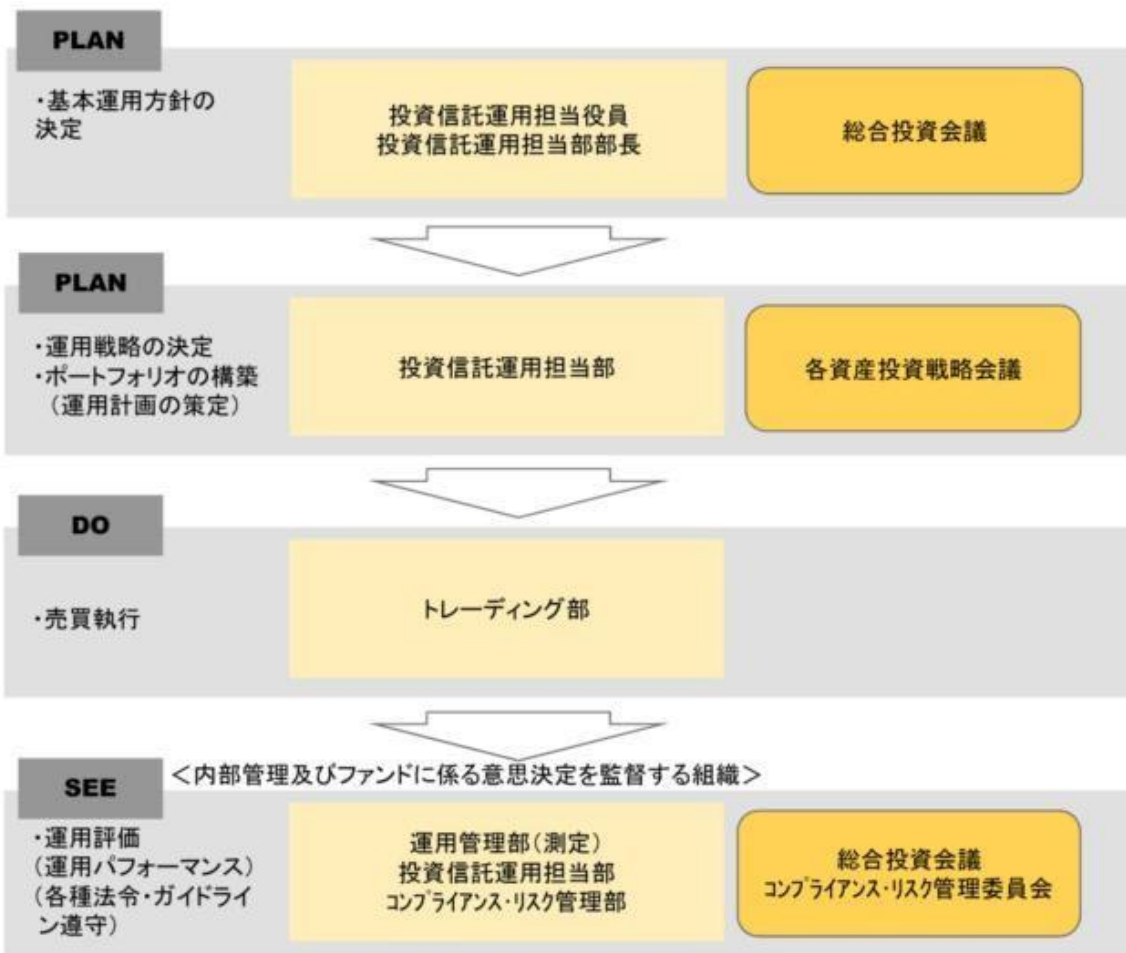 PLAN
・基本運用方針の
決定
投資信託運用担当役員
投資信託運用担当部部長
総合投資会議
PLAN
・運用戦略の決定
・ポートフォリオの構築
(運用計画の策定)
投資信託運用担当部
各資産投資戦略会議
DO
・売買執行
トレーディング部
SEE
＜内部管理及びファンドに係る意思決定を監督する組織＞
・運用評価
(運用パフォーマンス)
(各種法令・ガイドライ
ン遵守)
運用管理部(測定)
投資信託運用担当部
ｺﾝﾌﾟﾗｲｱﾝｽ・ﾘｽｸ管理部
総合投資会議
ｺﾝﾌﾟﾗｲｱﾝｽ・ﾘｽｸ管理委員会